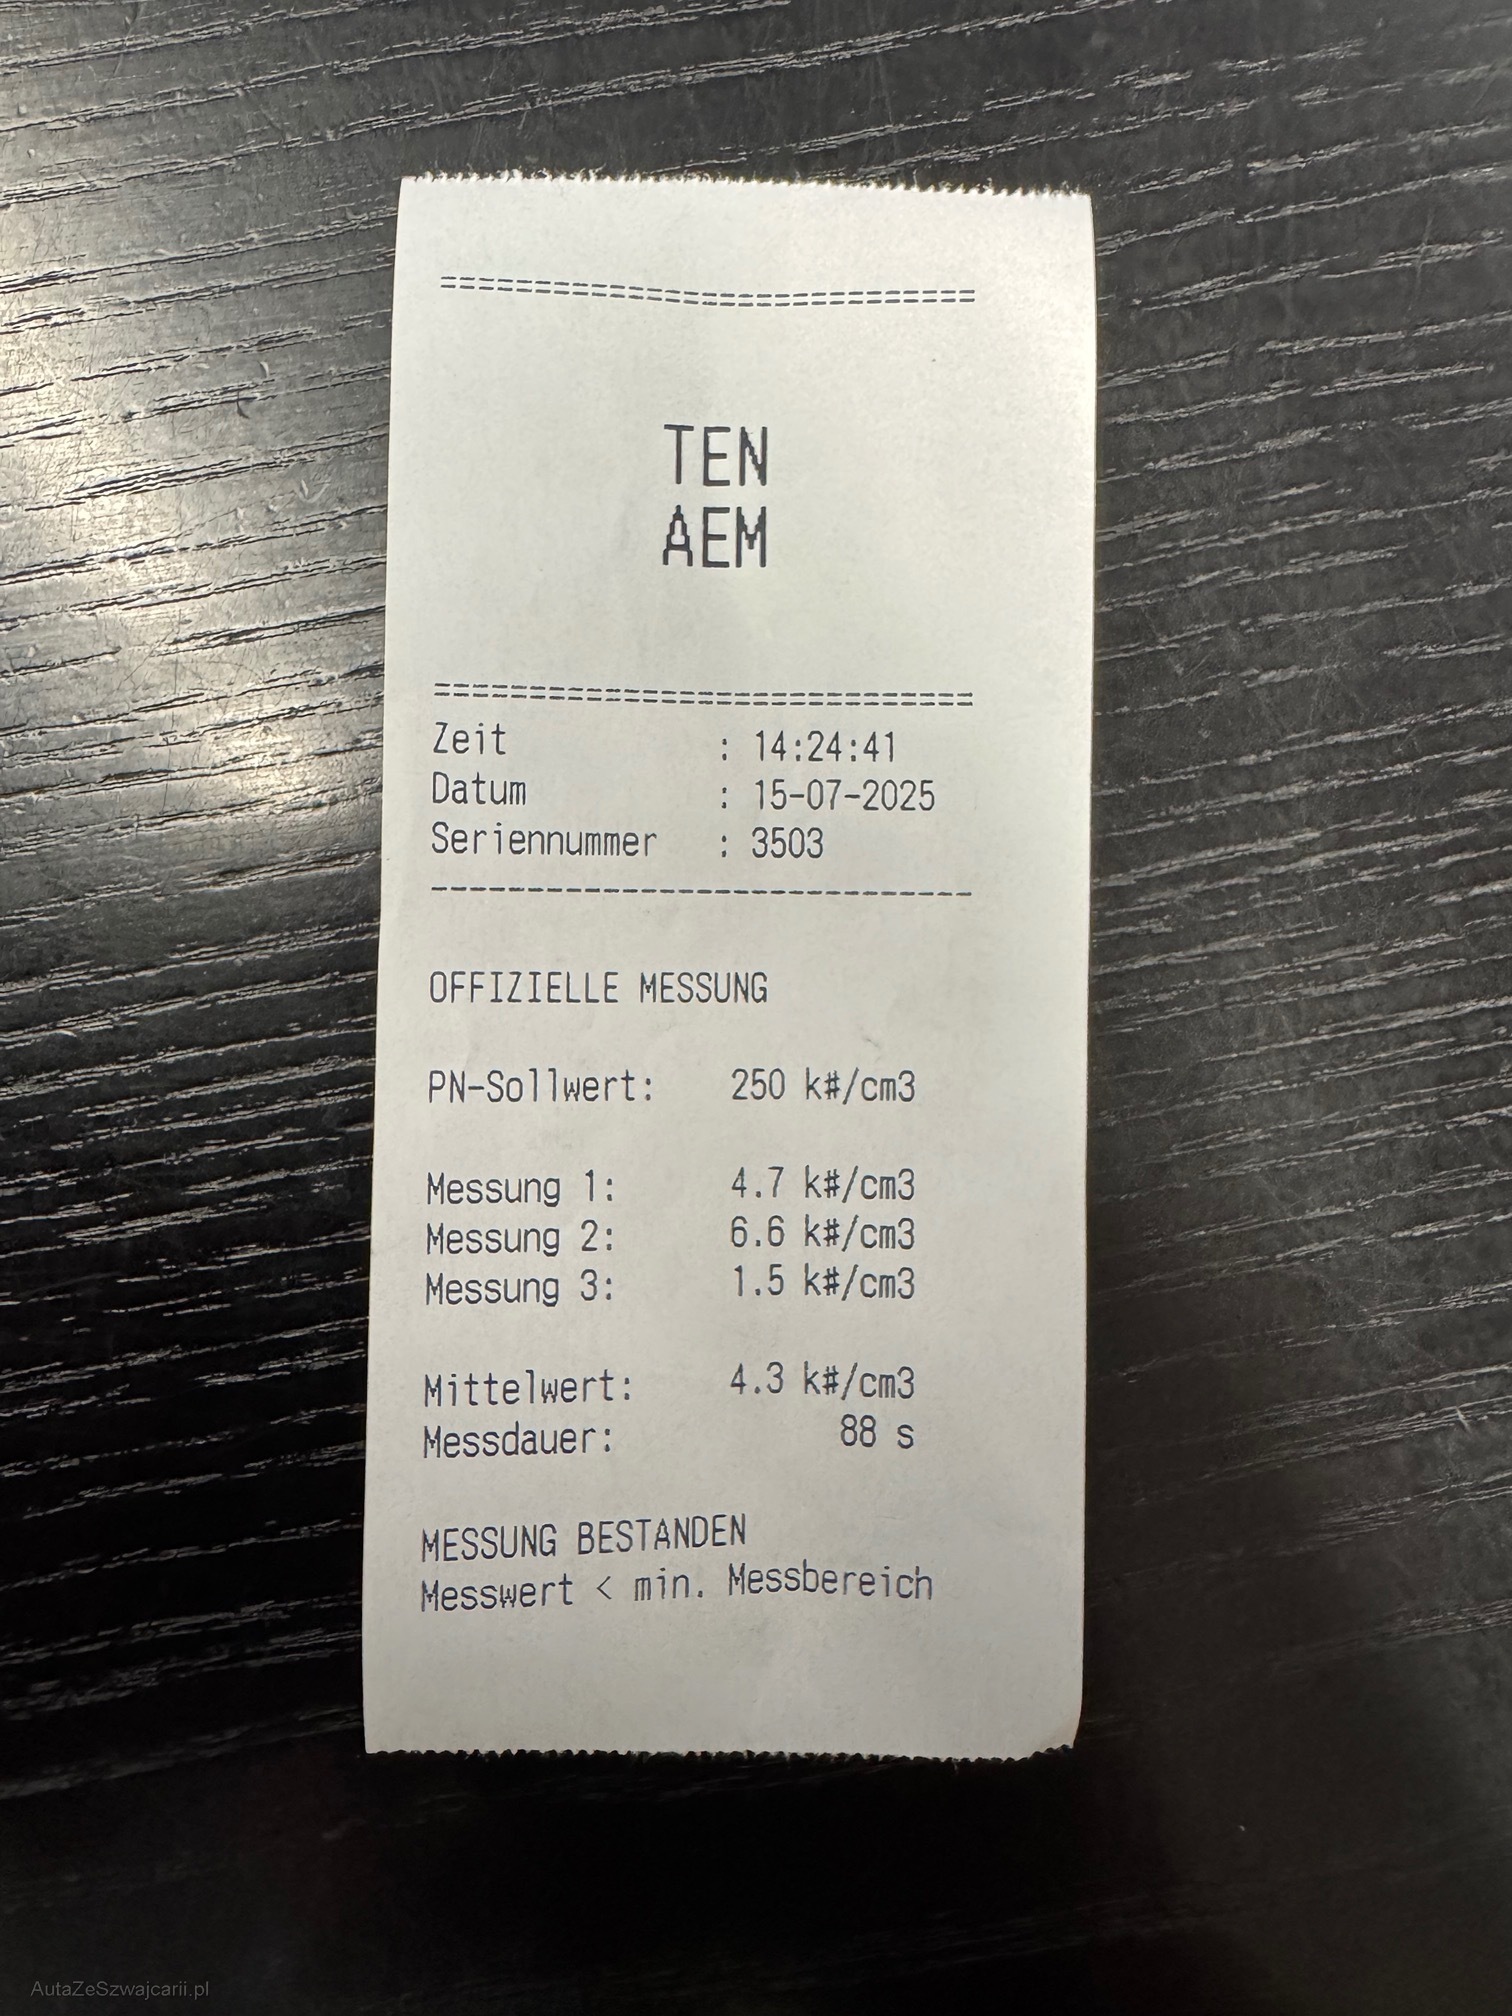 ============================
TEN
AEM
============================
Zeit : 14:24:41
Datum : 15-07-2025
Seriennummer : 3503
----------------------------
OFFIZIELLE MESSUNG
PN-Sollwert: 250 k#/cm3
Messung 1: 4.7 k#/cm3
Messung 2: 6.6 k#/cm3
Messung 3: 1.5 k#/cm3
Mittelwert: 4.3 k#/cm3
Messdauer: 88 s
MESSUNG BESTANDEN
Messwert < min. Messbereich
AutaZeSzwajcarii.pl